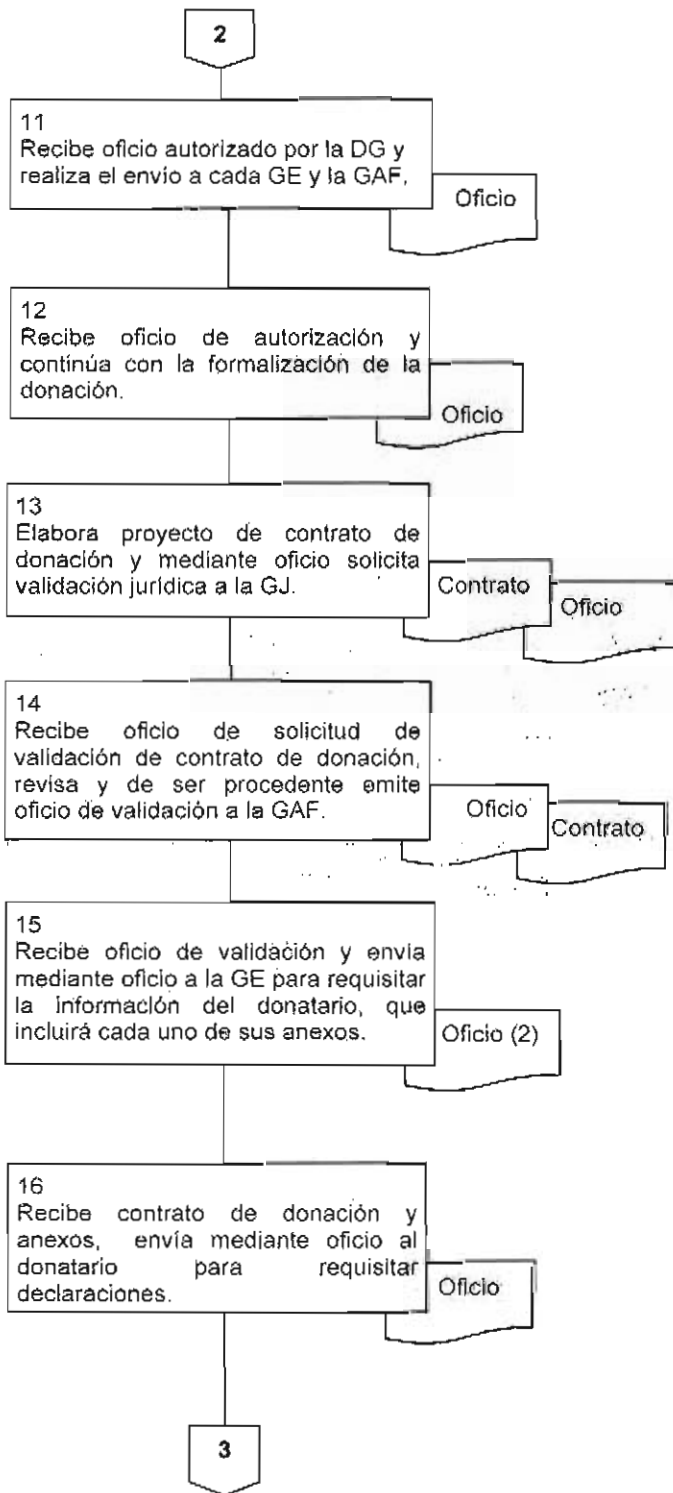 2
11
Recibe oficio autorizado por la DG y
realiza el envío a cada GE y la GAF.
Oficio
12
Recibe oficio de autorización y
continúa con la formalización de la
donación.
Oficio
13
Elabora proyecto de contrato de
donación y mediante oficio solicita
validación jurídica a la GJ.
Contrato
Oficio
14
Recibe oficio de solicitud de
validación de contrato de donación,
revisa y de ser procedente emite
oficio de validación a la GAF.
Oficio
Contrato
15
Recibe oficio de validación y envía
mediante oficio a la GE para requisitar
la información del donatario, que
incluirá cada uno de sus anexos.
Oficio (2)
16
Recibe contrato de donación y
anexos, envía mediante oficio al
donatario para requisitar
declaraciones.
Oficio
3